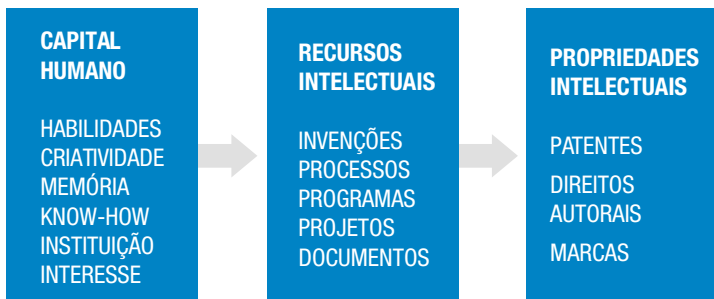 CAPITAL
HUMANO
HABILIDADES
CRIATIVIDADE
MEMÓRIA
KNOW-HOW
INSTITUIÇÃO
INTERESSE
RECURSOS
INTELECTUAIS
INVENÇÕES
PROCESSOS
PROGRAMAS
PROJETOS
DOCUMENTOS
PROPRIEDADES
INTELECTUAIS
PATENTES
DIREITOS
AUTORAIS
MARCAS